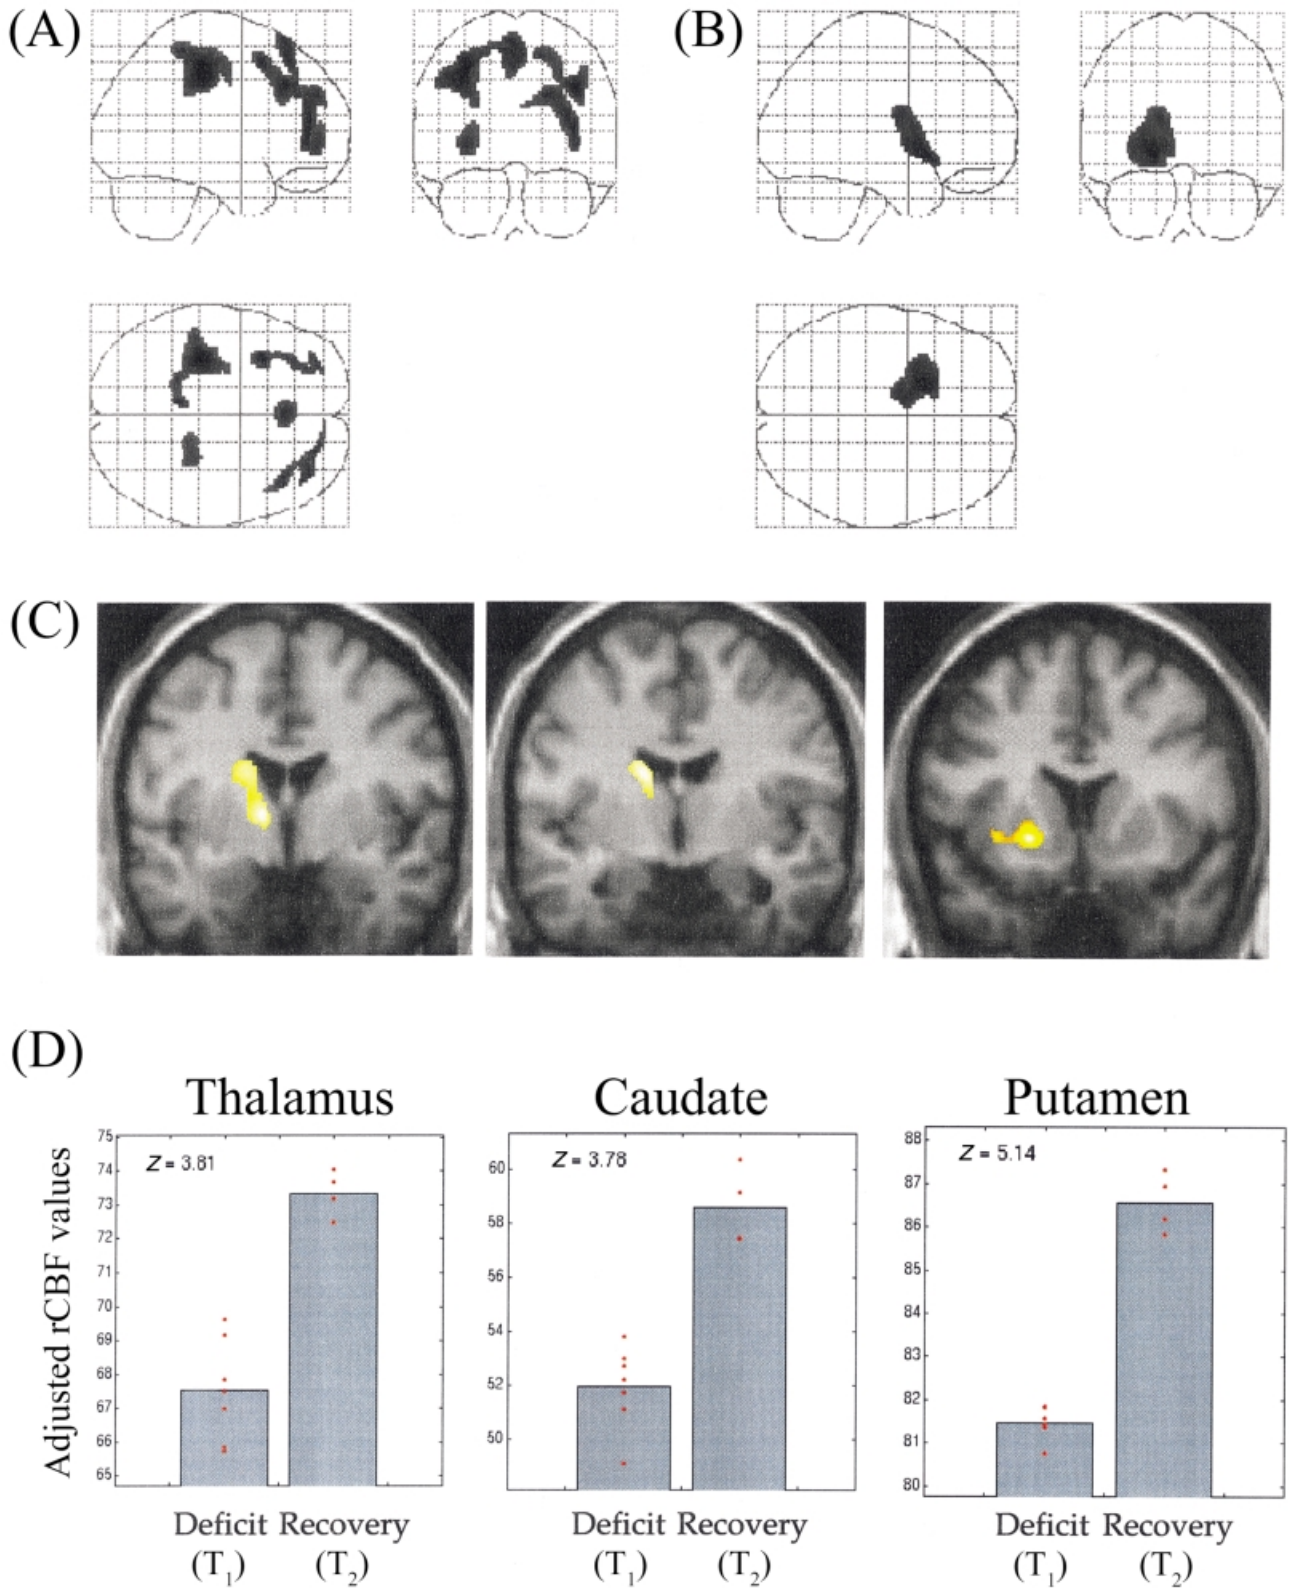 (A)
(B)
(C)
(D)
Thalamus
Caudate
Putamen
Adjusted rCBF values
Z = 3.81
75
74
73
72
71
70
69
68
67
66
65
Z = 3.78
60
58
56
54
52
50
Z = 5.14
88
87
86
85
84
83
82
81
80
Deficit Recovery
(T1) (T2)
Deficit Recovery
(T1) (T2)
Deficit Recovery
(T1) (T2)